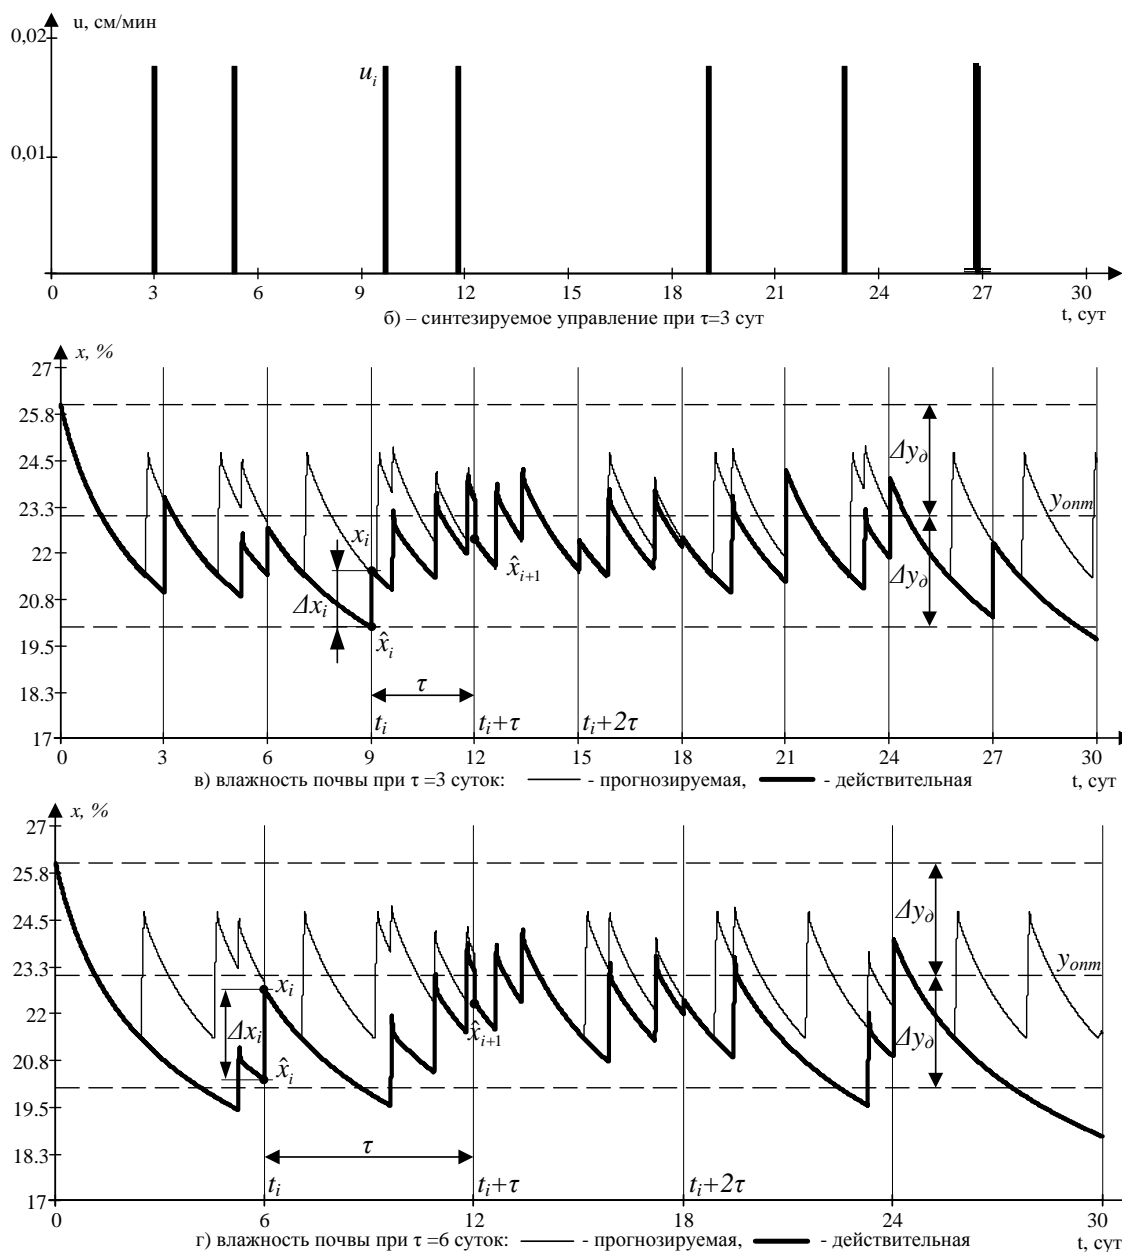 u, см/мин
0,02
u_i
0,01
0 3 6 9 12 15 18 21 24 27 30
б) – синтезируемое управление при τ=3 сут
t, сут
x, %
27
25.8
Δy_д
24.5
y_опт
23.3
x_i
22
x̂_{i+1}
Δy_д
Δx_i
20.8
x̂_i
19.5
18.3
τ
t_i t_i+τ t_i+2τ
17
0 3 6 9 12 15 18 21 24 27 30
в) влажность почвы при τ =3 суток: - прогнозируемая, - действительная
t, сут
x, %
27
25.8
24.5
Δy_д
23.3
y_опт
x_i
22
Δx_i
x̂_{i+1}
Δy_д
20.8
x̂_i
19.5
18.3
τ
t_i t_i+τ t_i+2τ
17
0 6 12 18 24 30
г) влажность почвы при τ =6 суток: - прогнозируемая, - действительная
t, сут